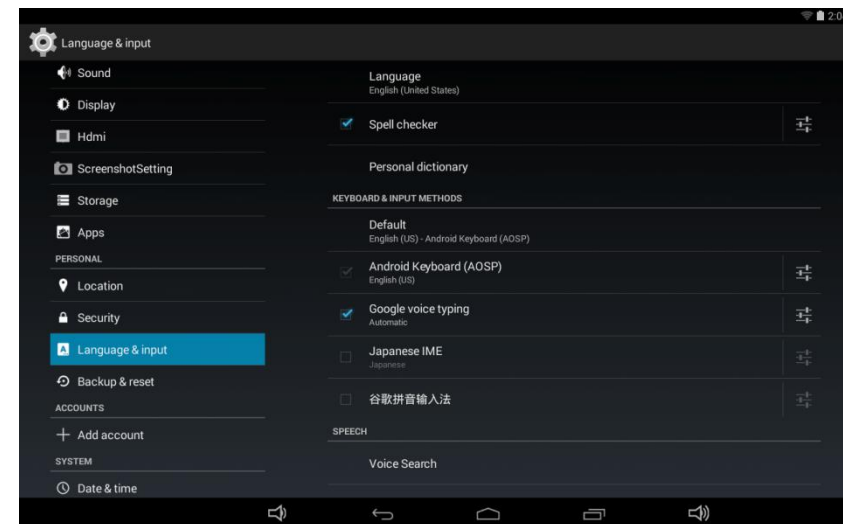 2:0
Language & input
Sound
Display
Hdmi
ScreenshotSetting
Storage
Apps
PERSONAL
Location
Security
Language & input
Backup & reset
ACCOUNTS
Add account
SYSTEM
Date & time
Language
English (United States)
Spell checker
Personal dictionary
KEYBOARD & INPUT METHODS
Default
English (US) - Android Keyboard (AOSP)
Android Keyboard (AOSP)
English (US)
Google voice typing
Automatic
Japanese IME
Japanese
谷歌拼音输入法
SPEECH
Voice Search